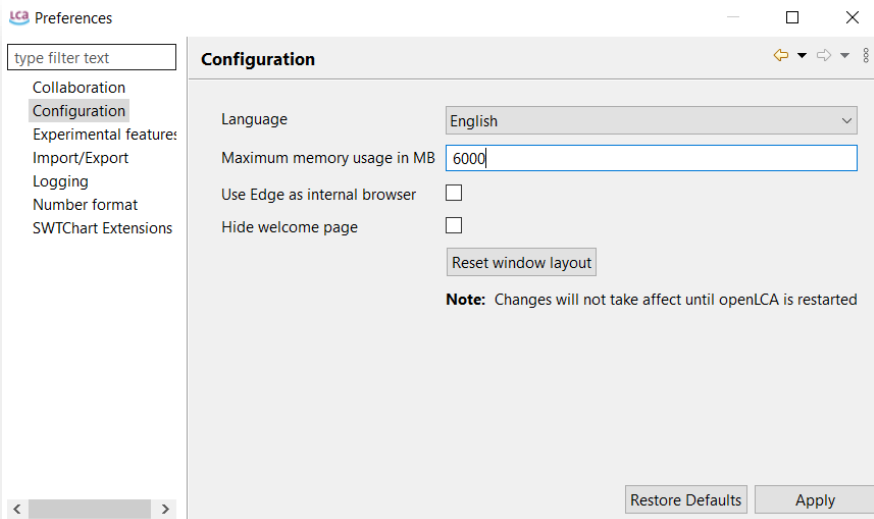 LCA Preferences
type filter text
Collaboration
Configuration
Experimental features
Import/Export
Logging
Number format
SWTChart Extensions
Configuration
Language English
Maximum memory usage in MB 6000
Use Edge as internal browser
Hide welcome page
Reset window layout
Note: Changes will not take affect until openLCA is restarted
Restore Defaults Apply